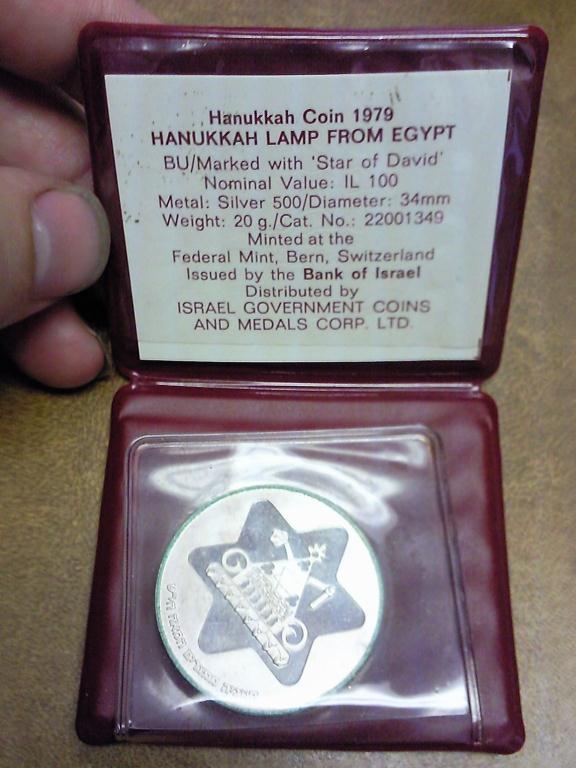 Hanukkah Coin 1979
HANUKKAH LAMP FROM EGYPT
BU/Marked with 'Star of David'
Nominal Value: IL 100
Metal: Silver 500/Diameter: 34mm
Weight: 20 g./Cat. No.: 22001349
Minted at the
Federal Mint, Bern, Switzerland
Issued by the Bank of Israel
Distributed by
ISRAEL GOVERNMENT COINS
AND MEDALS CORP. LTD.